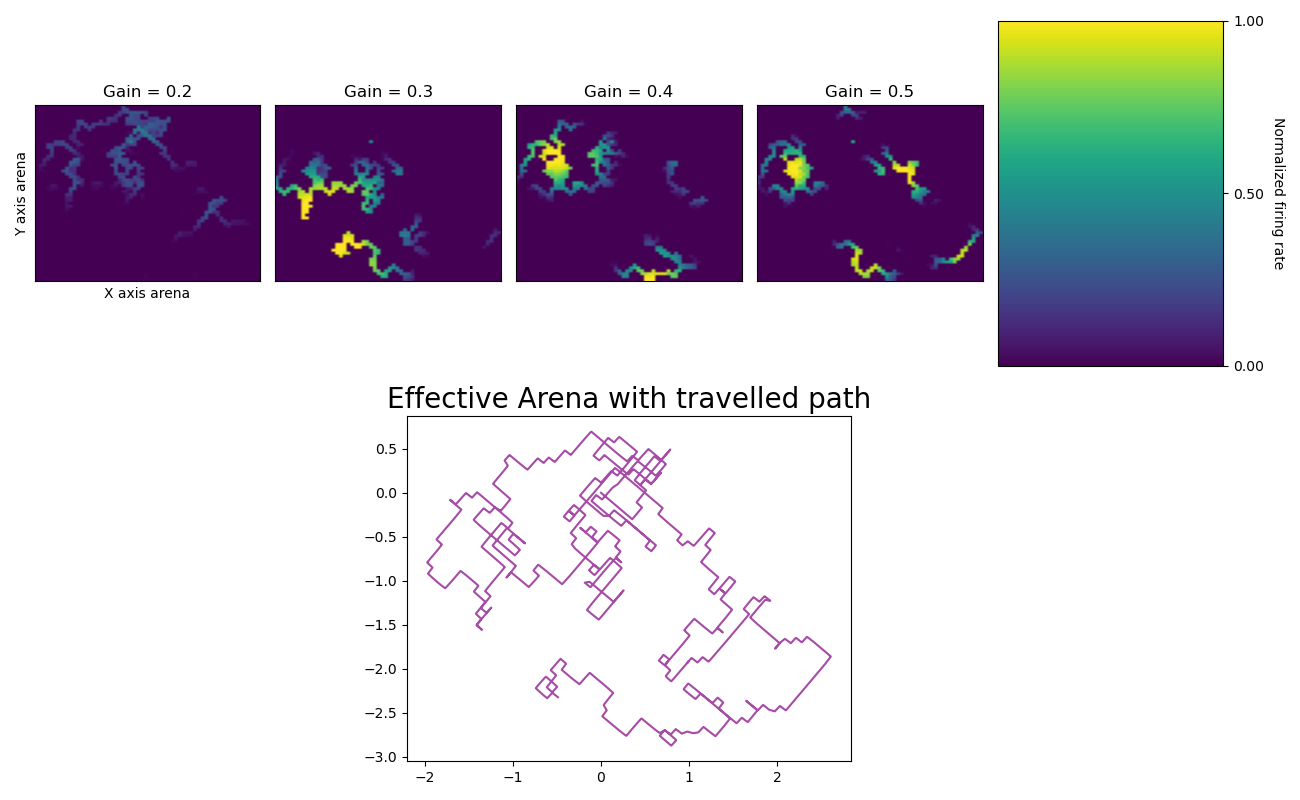 Gain = 0.2
Gain = 0.3
Gain = 0.4
Gain = 0.5
Y axis arena
X axis arena
1.00
0.50
0.00
Normalized firing rate
Effective Arena with travelled path
0.5
0.0
−0.5
−1.0
−1.5
−2.0
−2.5
−3.0
−2
−1
0
1
2